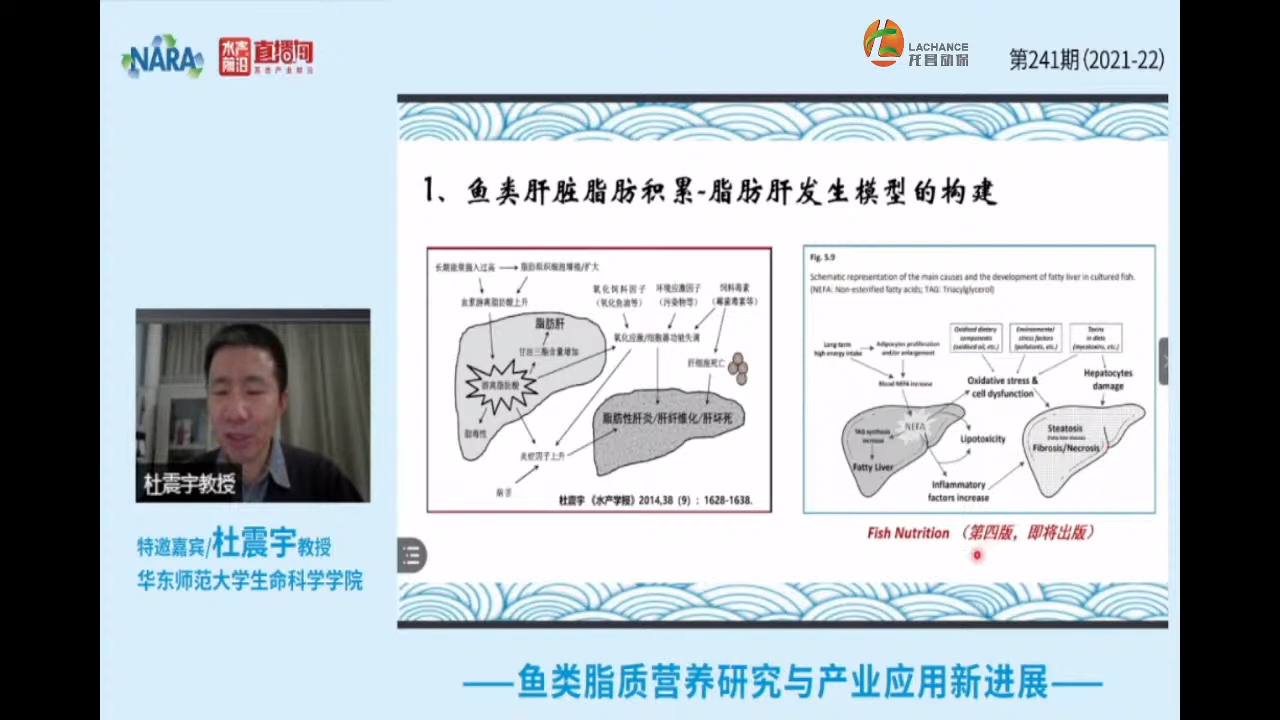 NARA
水产前沿 直播间
LACHANCE
龙昌动保
第241期(2021-22)
1、鱼类肝脏脂肪积累-脂肪肝发生模型的构建
长期能量摄入过高
脂肪组织细胞增殖/扩大
血浆游离脂肪酸上升
氧化饲料因子
(氧化鱼油等)
环境应激因子
(污染物等)
饲料毒素
(霉菌毒素等)
脂肪肝
甘油三酯含量增加
游离脂肪酸
脂毒性
氧化应激/细胞器功能失调
肝细胞死亡
脂肪性肝炎/肝纤维化/肝坏死
炎症因子上升
杜震宇《水产学报》2014,38(9):1628-1638.
Fig. 5.9
Schematic representation of the main causes and the development of fatty liver in cultured fish.
(NEFA: Non-esterified fatty acids; TAG: Triacylglycerol)
Long-term
high energy intake
Adipocytes proliferation
and/or enlargement
Blood NEFA increase
Oxidised dietary
components
(oxidised oil, etc.)
Environmental
stress factors
(pollutants, etc.)
Toxins
in diets
(mycotoxins, etc.)
Oxidative stress &
cell dysfunction
Hepatocytes
damage
NEFA
TAG synthesis
increase
Fatty Liver
Lipotoxicity
Inflammatory
factors increase
Steatosis
Fibrosis/Necrosis
Fish Nutrition (第四版，即将出版)
杜震宇教授
特邀嘉宾/杜震宇教授
华东师范大学生命科学学院
鱼类脂质营养研究与产业应用新进展